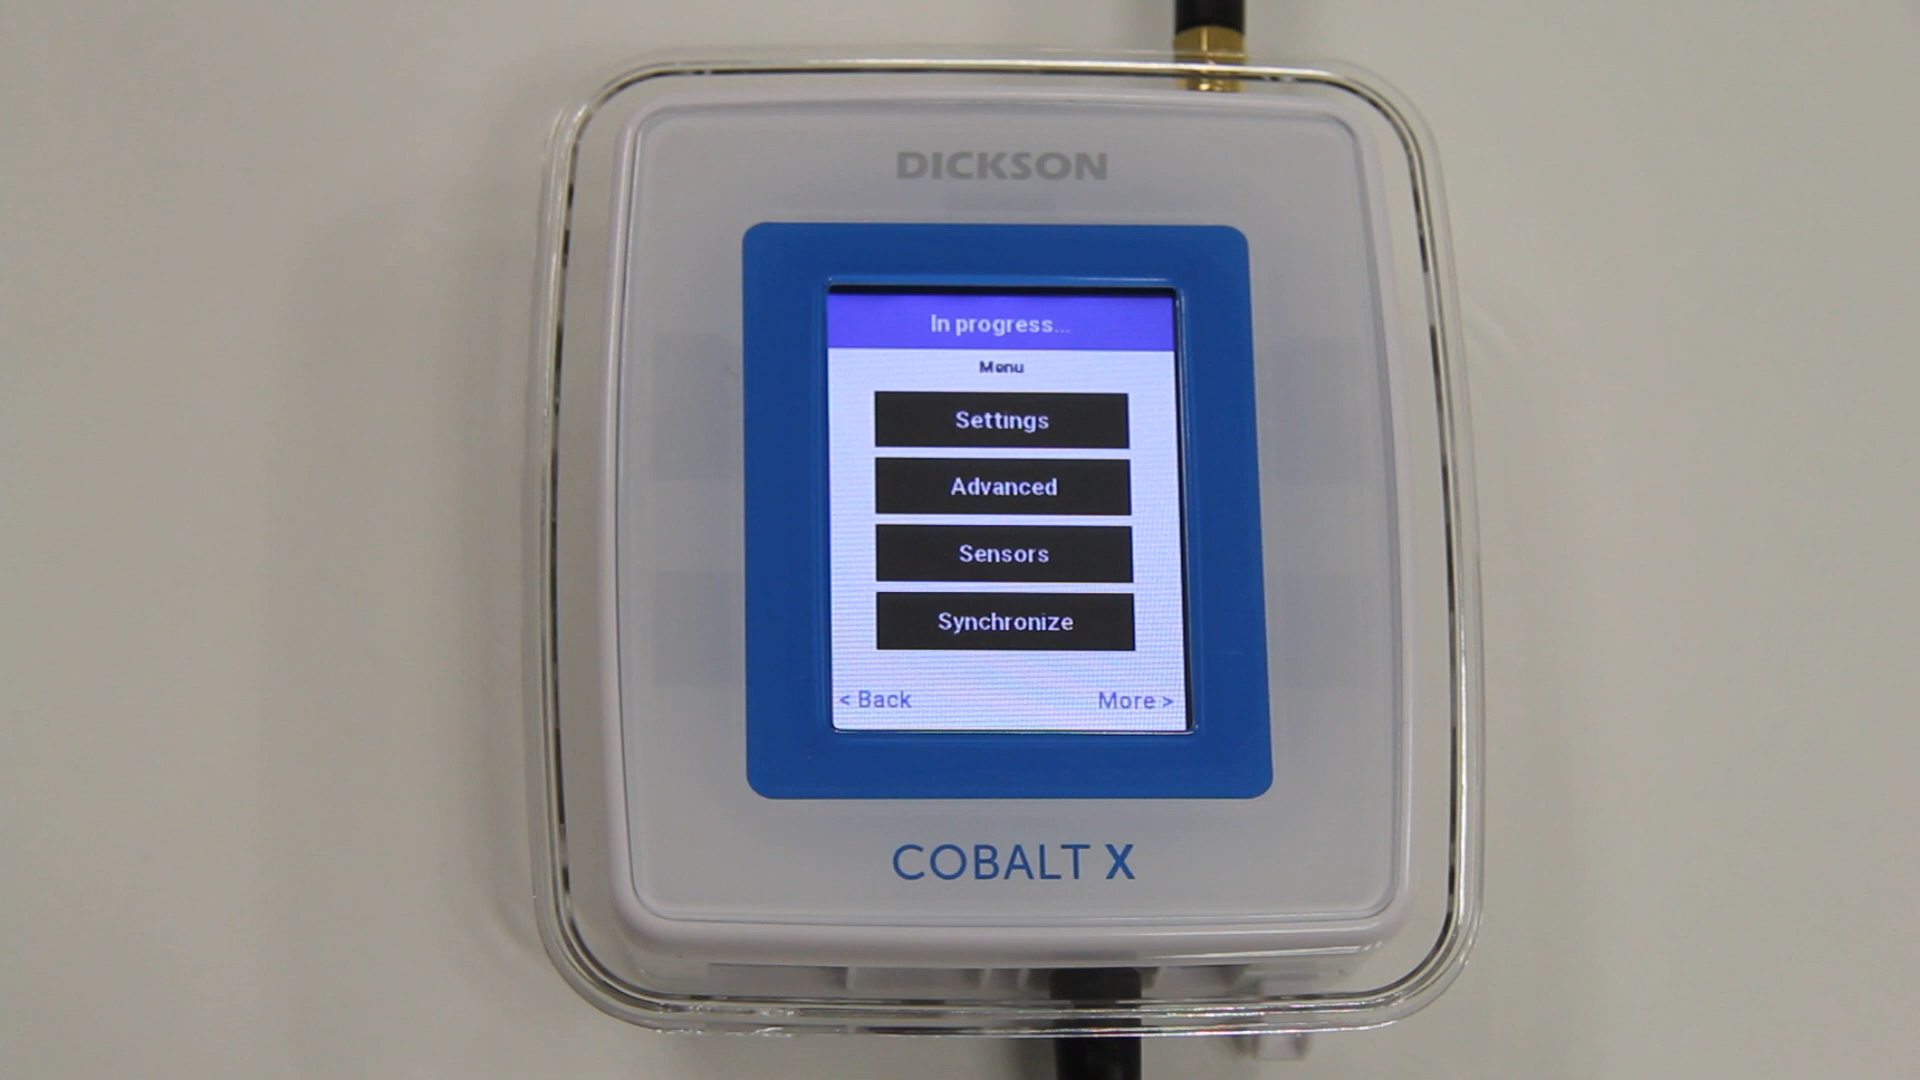 DICKSON
In progress...
Menu
Settings
Advanced
Sensors
Synchronize
< Back More >
COBALT X